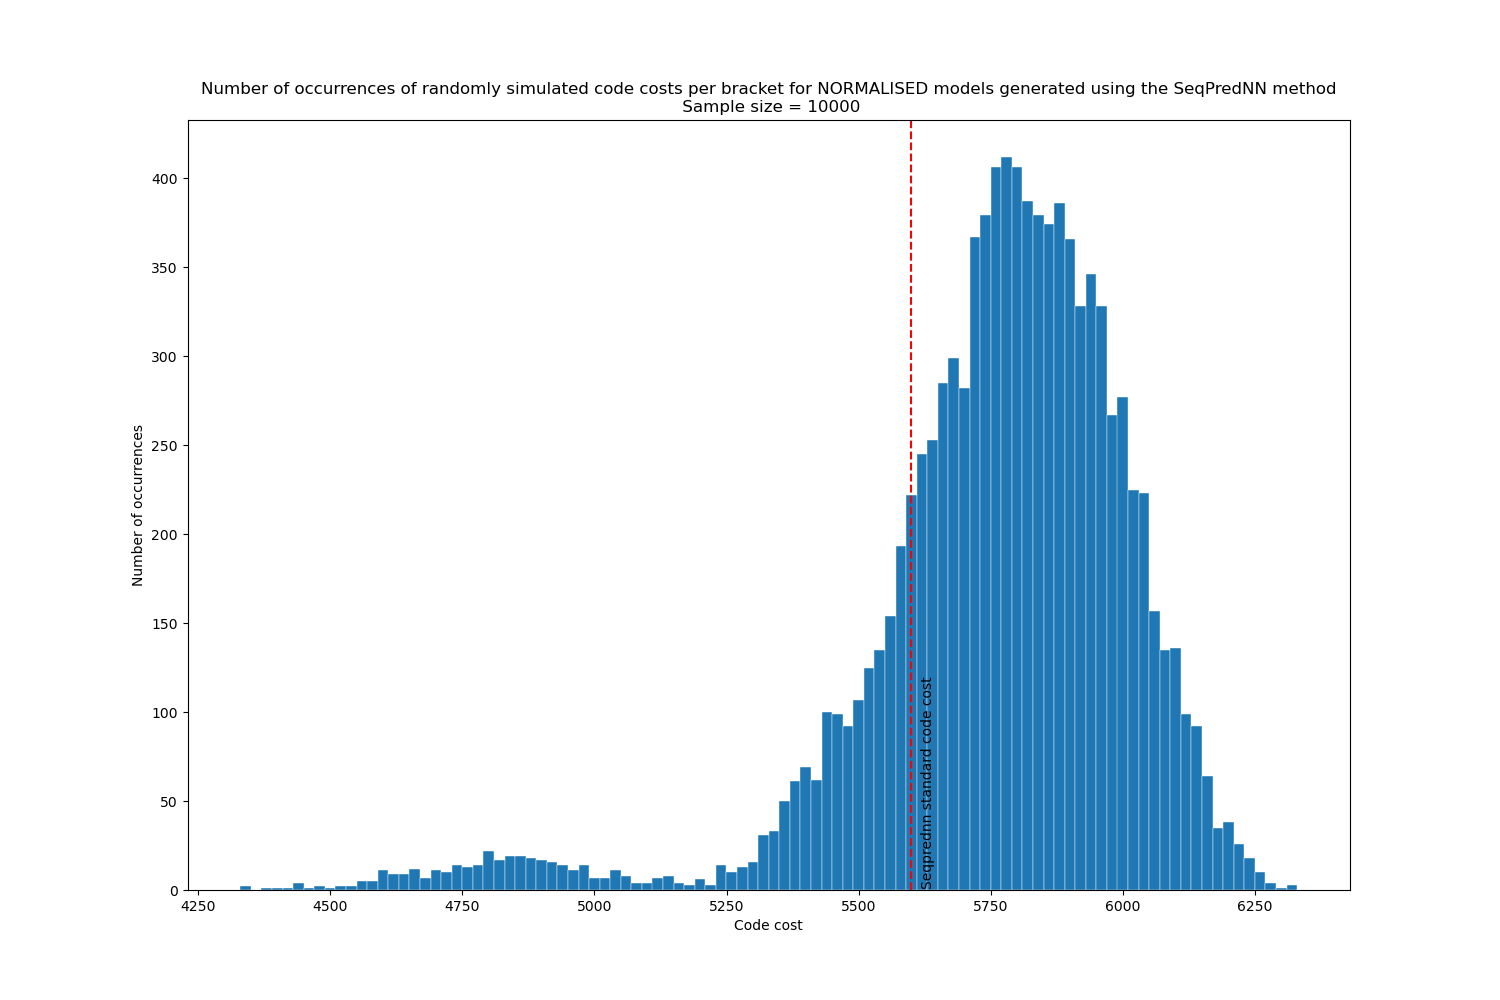 Number of occurrences of randomly simulated code costs per bracket for NORMALISED models generated using the SeqPredNN method
Sample size = 10000
400
350
300
250
200
150
100
50
0
Number of occurrences
Seqprednn standard code cost
4250 4500 4750 5000 5250 5500 5750 6000 6250
Code cost